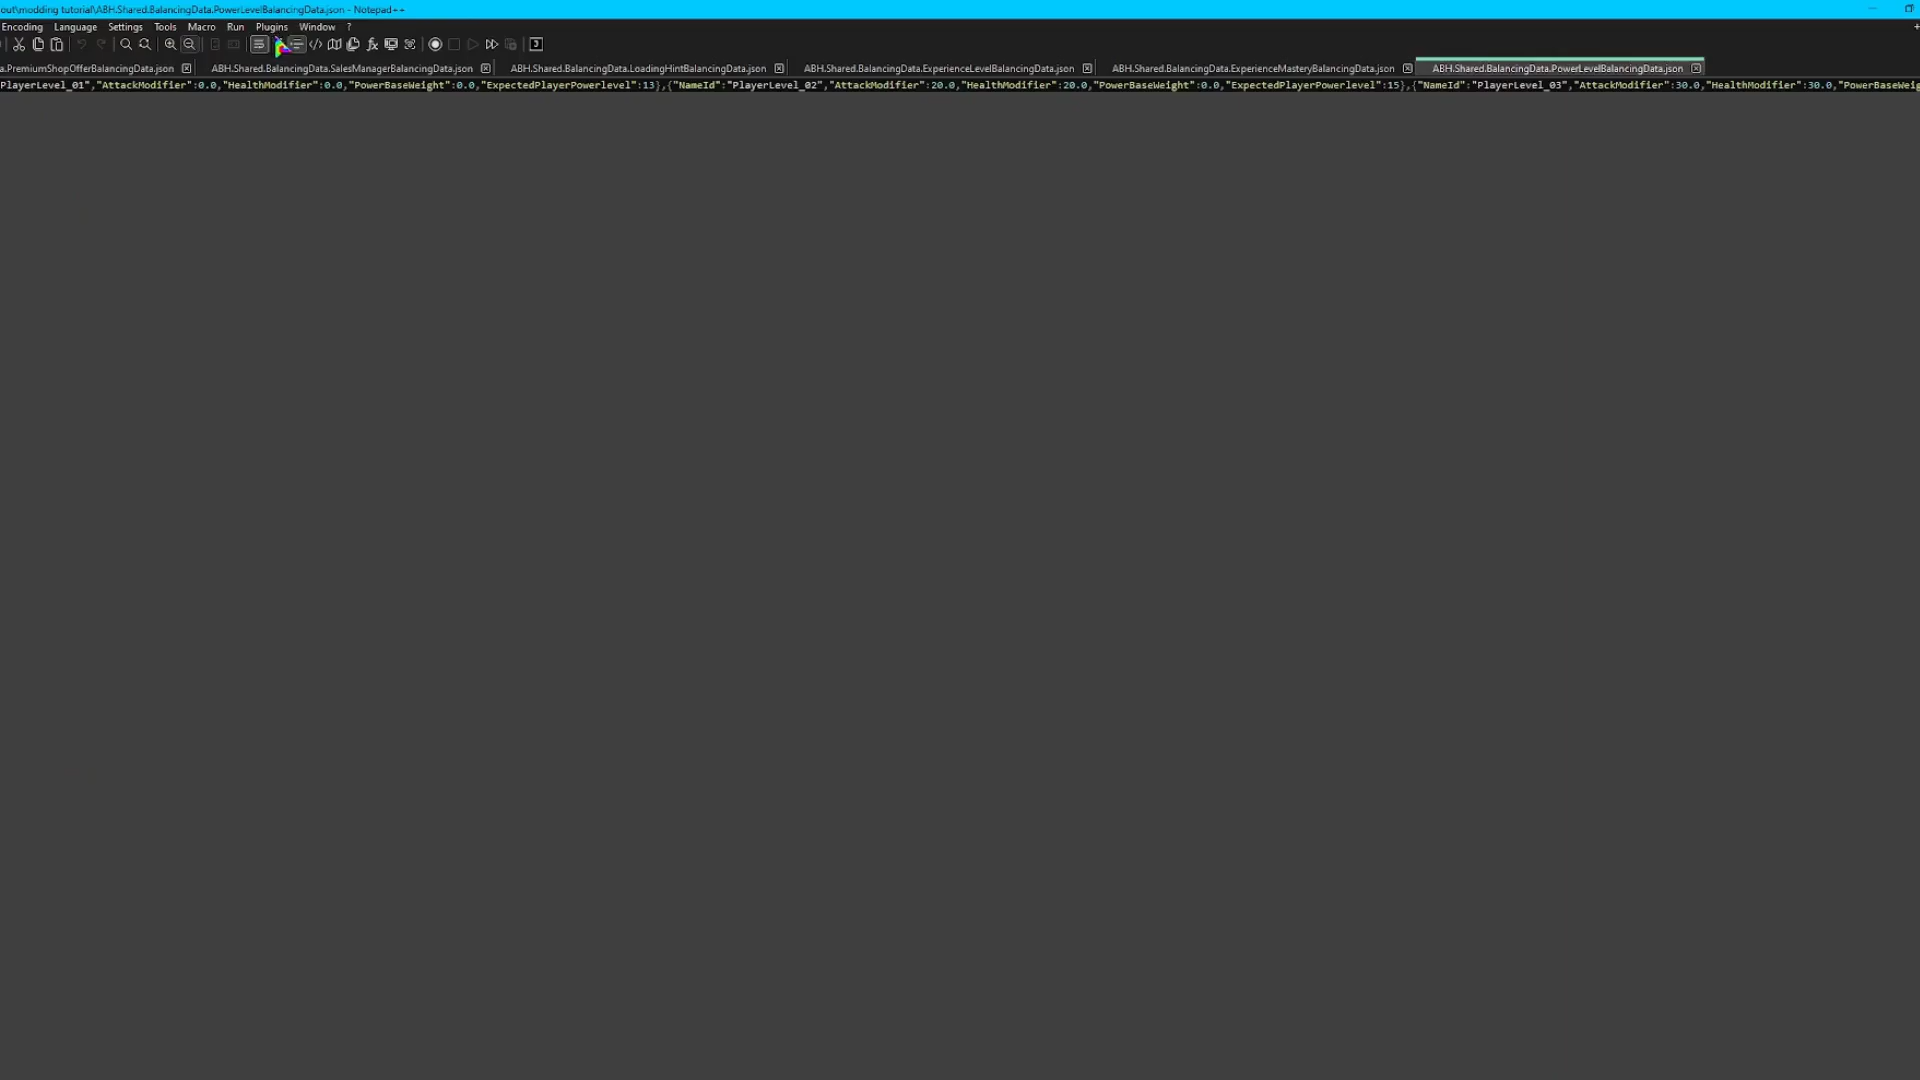 out\modding tutorial\ABH.Shared.BalancingData.PowerLevelBalancingData.json - Notepad++
Encoding Language Settings Tools Macro Run Plugins Window ?
a.PremiumShopOfferBalancingData.json ABH.Shared.BalancingData.SalesManagerBalancingData.json ABH.Shared.BalancingData.LoadingHintBalancingData.json ABH.Shared.BalancingData.ExperienceLevelBalancingData.json ABH.Shared.BalancingData.ExperienceMasteryBalancingData.json ABH.Shared.BalancingData.PowerLevelBalancingData.json
PlayerLevel_01","AttackModifier":0.0,"HealthModifier":0.0,"PowerBaseWeight":0.0,"ExpectedPlayerPowerlevel":13},{"NameId":"PlayerLevel_02","AttackModifier":20.0,"HealthModifier":20.0,"PowerBaseWeight":0.0,"ExpectedPlayerPowerlevel":15},{"NameId":"PlayerLevel_03","AttackModifier":30.0,"HealthModifier":30.0,"PowerBaseWeig